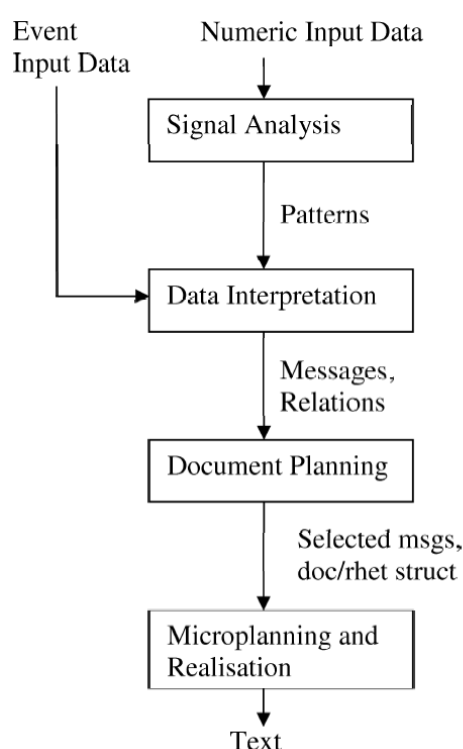 Event
Input Data
Numeric Input Data
Signal Analysis
Patterns
Data Interpretation
Messages,
Relations
Document Planning
Selected msgs,
doc/rhet struct
Microplanning and
Realisation
Text